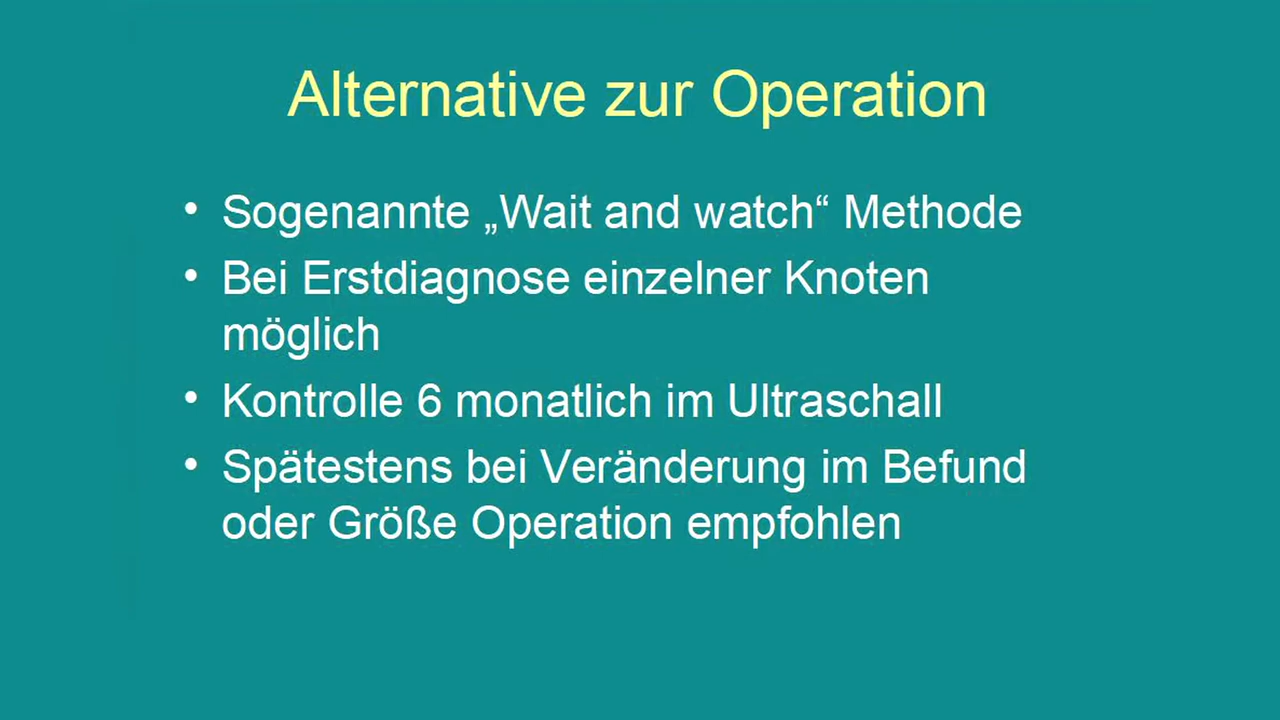 Alternative zur Operation
• Sogenannte „Wait and watch“ Methode
• Bei Erstdiagnose einzelner Knoten
möglich
• Kontrolle 6 monatlich im Ultraschall
• Spätestens bei Veränderung im Befund
oder Größe Operation empfohlen